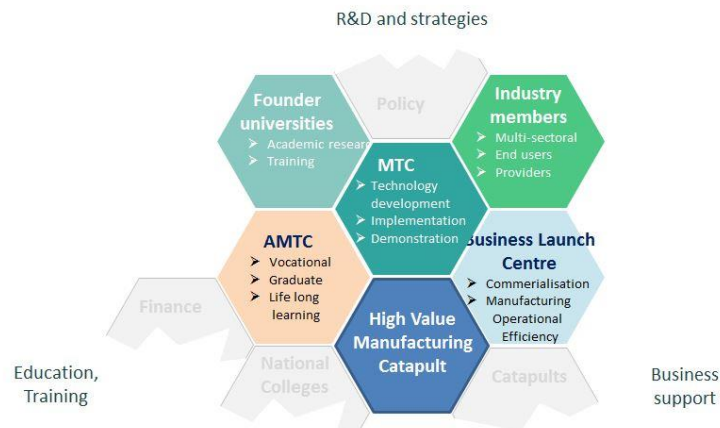 R&D and strategies
Policy
Founder
universities
➢ Academic research
➢ Training
Industry
members
➢ Multi-sectoral
➢ End users
➢ Providers
MTC
➢ Technology
development
➢ Implementation
➢ Demonstration
AMTC
➢ Vocational
➢ Graduate
➢ Life long
learning
Business Launch
Centre
➢ Commerialisation
➢ Manufacturing
Operational
Efficiency
Finance
High Value
Manufacturing
Catapult
National
Colleges
Catapults
Education,
Training
Business
support